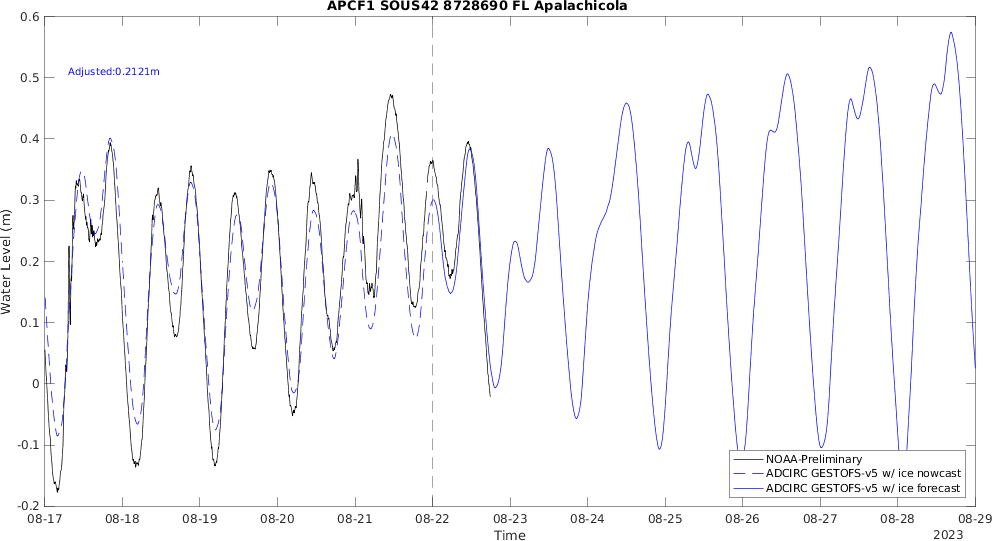 APCF1 SOUS42 8728690 FL Apalachicola
0.6
0.5
0.4
0.3
0.2
0.1
0
-0.1
-0.2
Water Level (m)
Adjusted:0.2121m
NOAA-Preliminary
ADCIRC GESTOFS-v5 w/ ice nowcast
ADCIRC GESTOFS-v5 w/ ice forecast
08-17 08-18 08-19 08-20 08-21 08-22 08-23 08-24 08-25 08-26 08-27 08-28 08-29
Time
2023